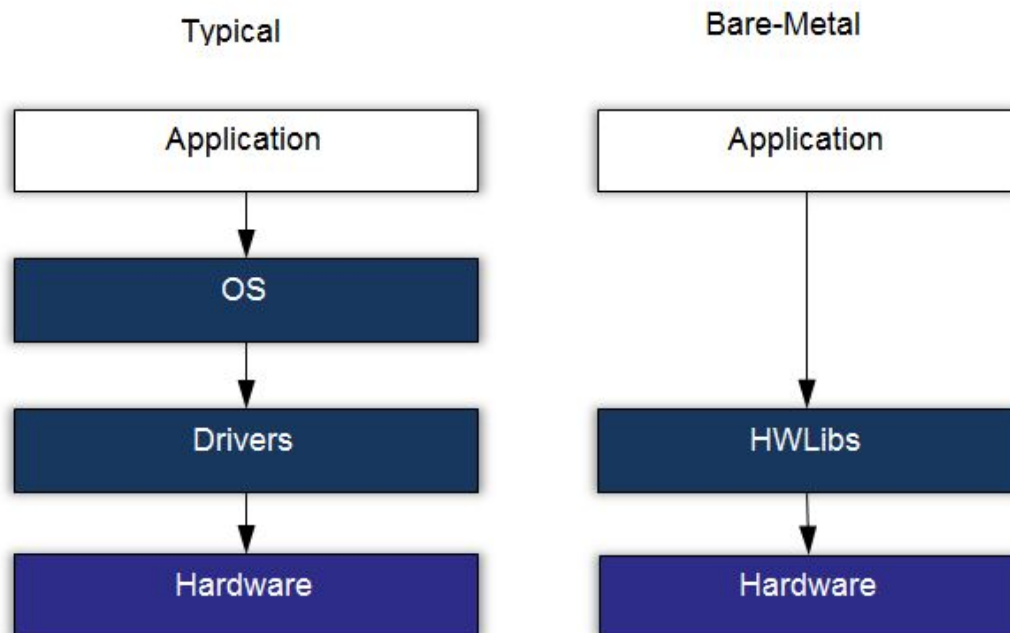 Typical
Application
OS
Drivers
Hardware
Bare-Metal
Application
HWLibs
Hardware